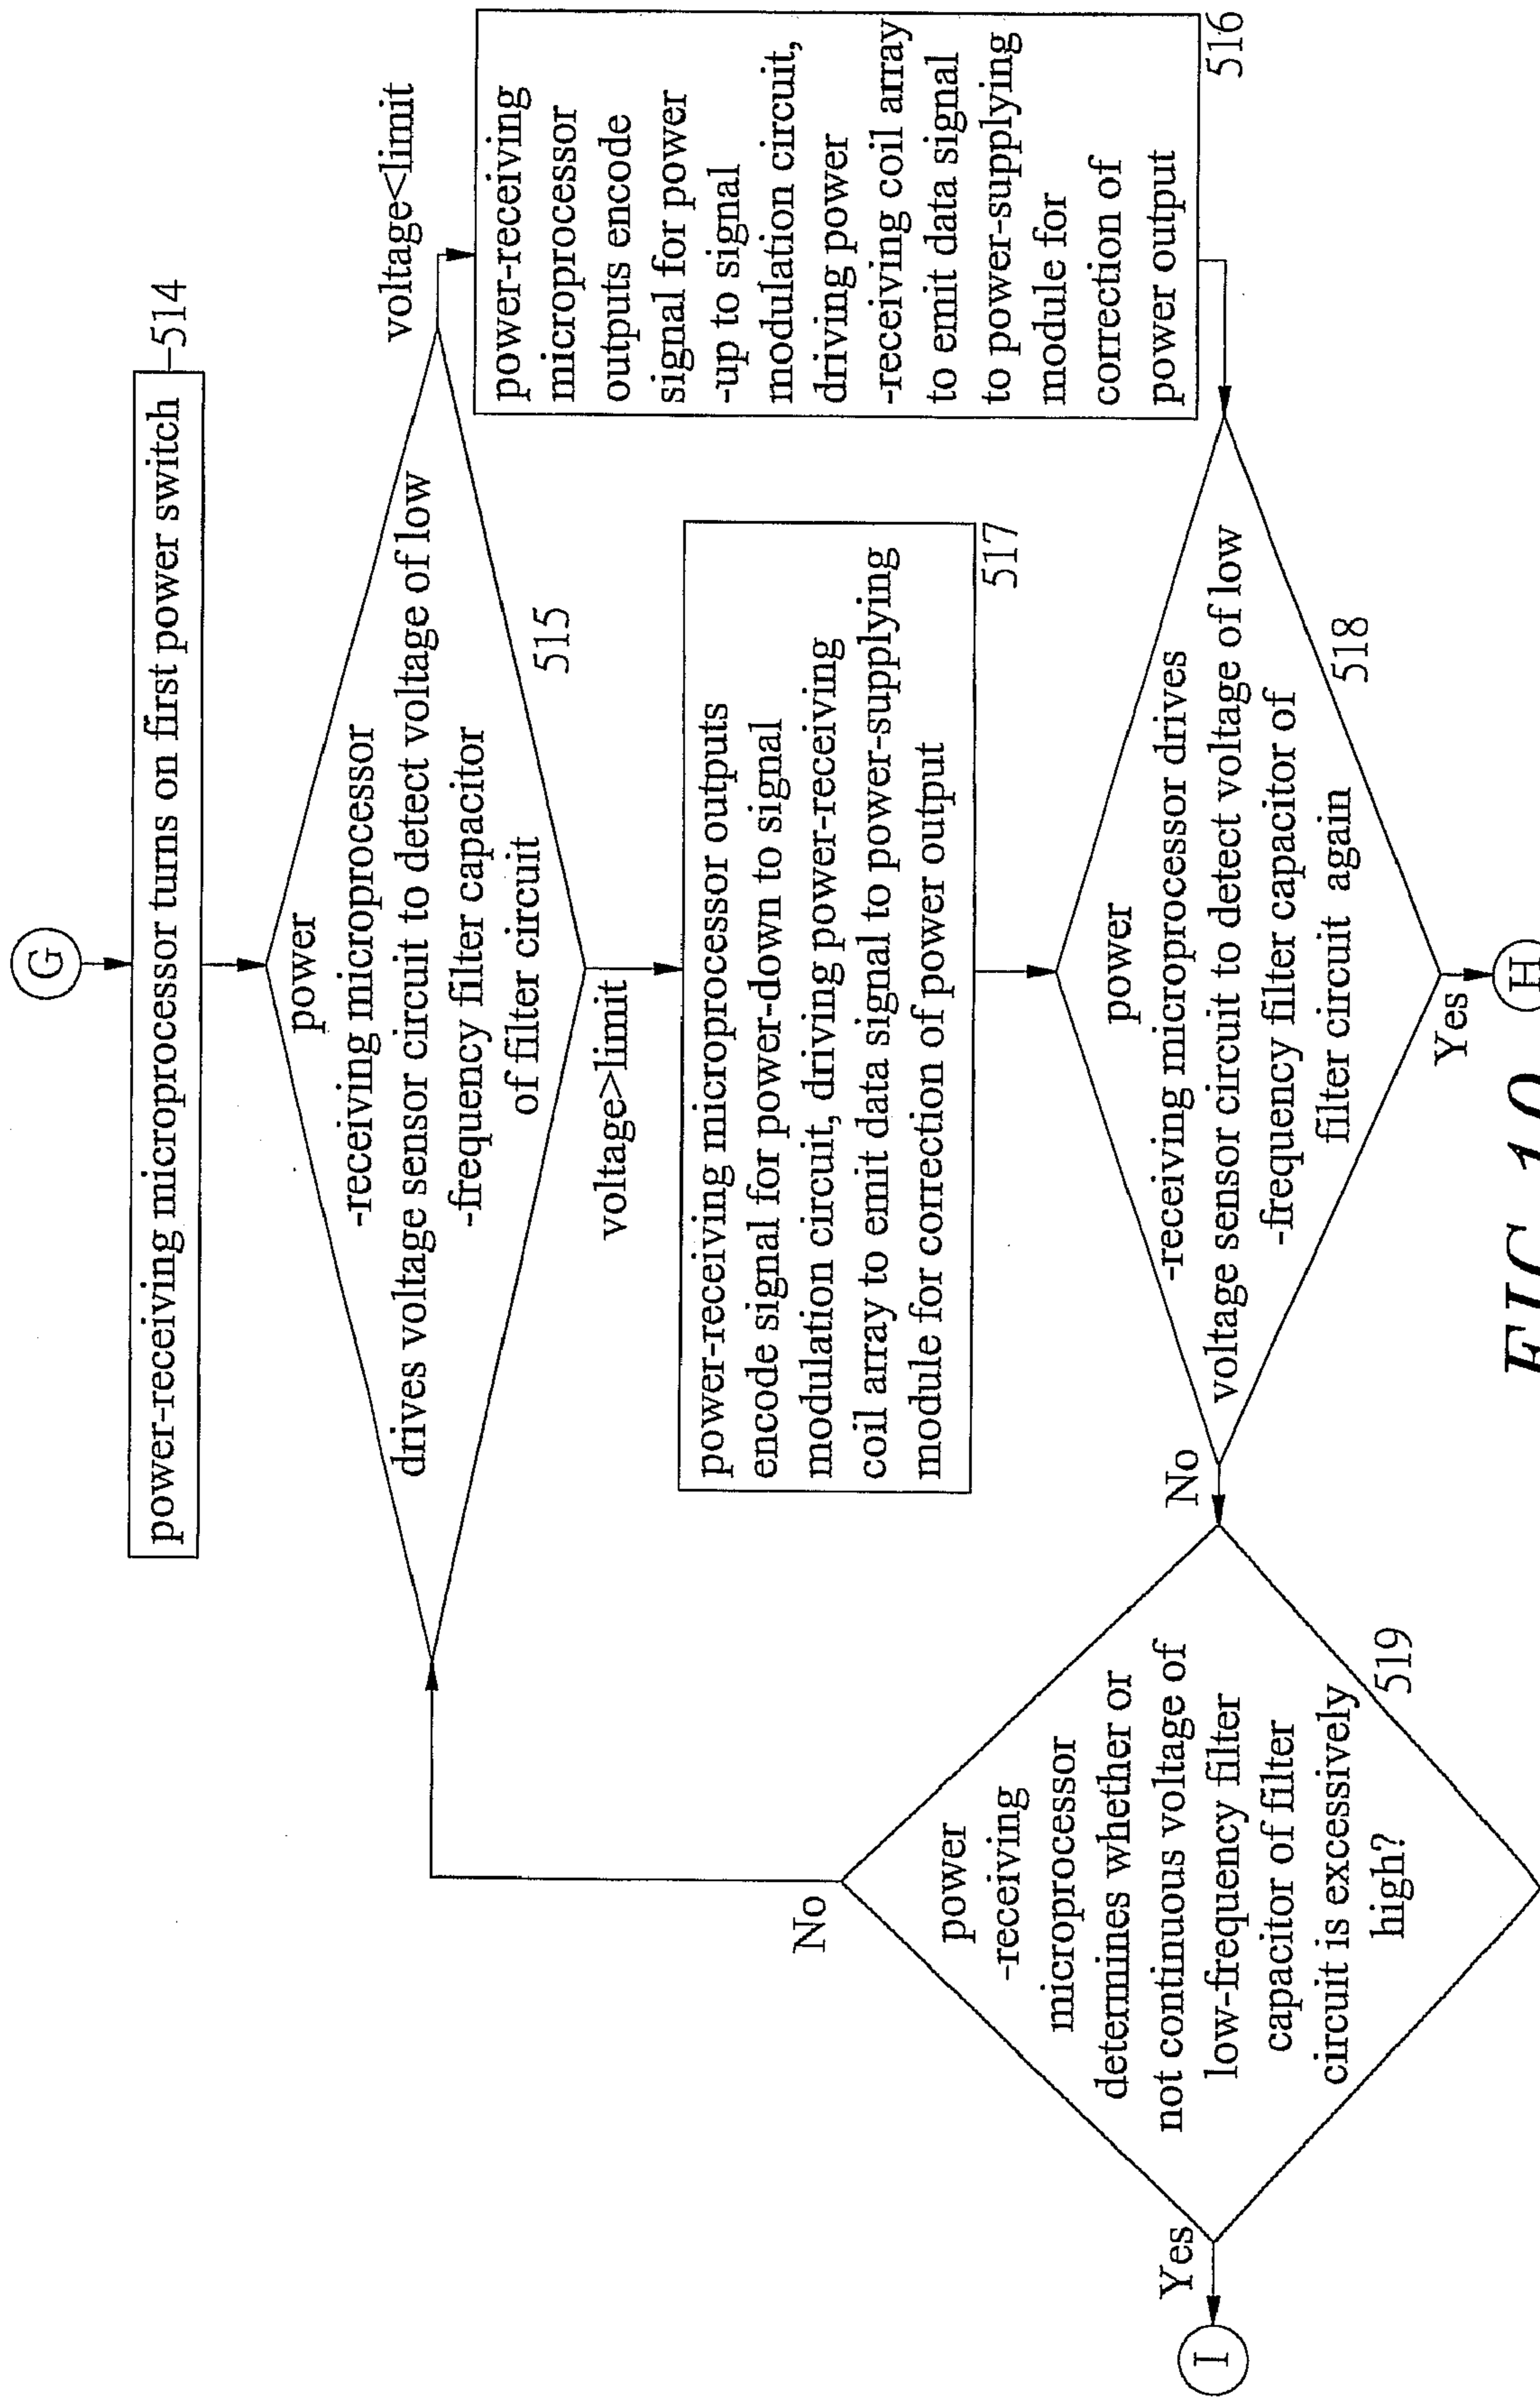 G
power-receiving microprocessor turns on first power switch
514
power
-receiving microprocessor
drives voltage sensor circuit to detect voltage of low
-frequency filter capacitor
of filter circuit
515
voltage<limit
power-receiving
microprocessor
outputs encode
signal for power
-up to signal
modulation circuit,
driving power
-receiving coil array
to emit data signal
to power-supplying
module for
correction of
power output
516
voltage>limit
power-receiving microprocessor outputs
encode signal for power-down to signal
modulation circuit, driving power-receiving
coil array to emit data signal to power-supplying
module for correction of power output
517
power
-receiving microprocessor drives
voltage sensor circuit to detect voltage of low
-frequency filter capacitor of
filter circuit again
518
No
Yes
H
No
power
-receiving
microprocessor
determines whether or
not continuous voltage of
low-frequency filter
capacitor of filter
circuit is excessively
high?
519
Yes
I
FIG.10